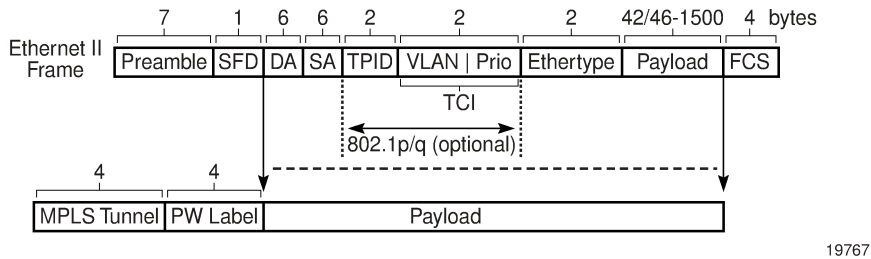 7 1 6 6 2 2 2 42/46-1500 4 bytes
Ethernet II Frame
Preamble SFD DA SA TPID VLAN | Prio Ethertype Payload FCS
TCI
802.1p/q (optional)
4 4
MPLS Tunnel PW Label Payload
19767